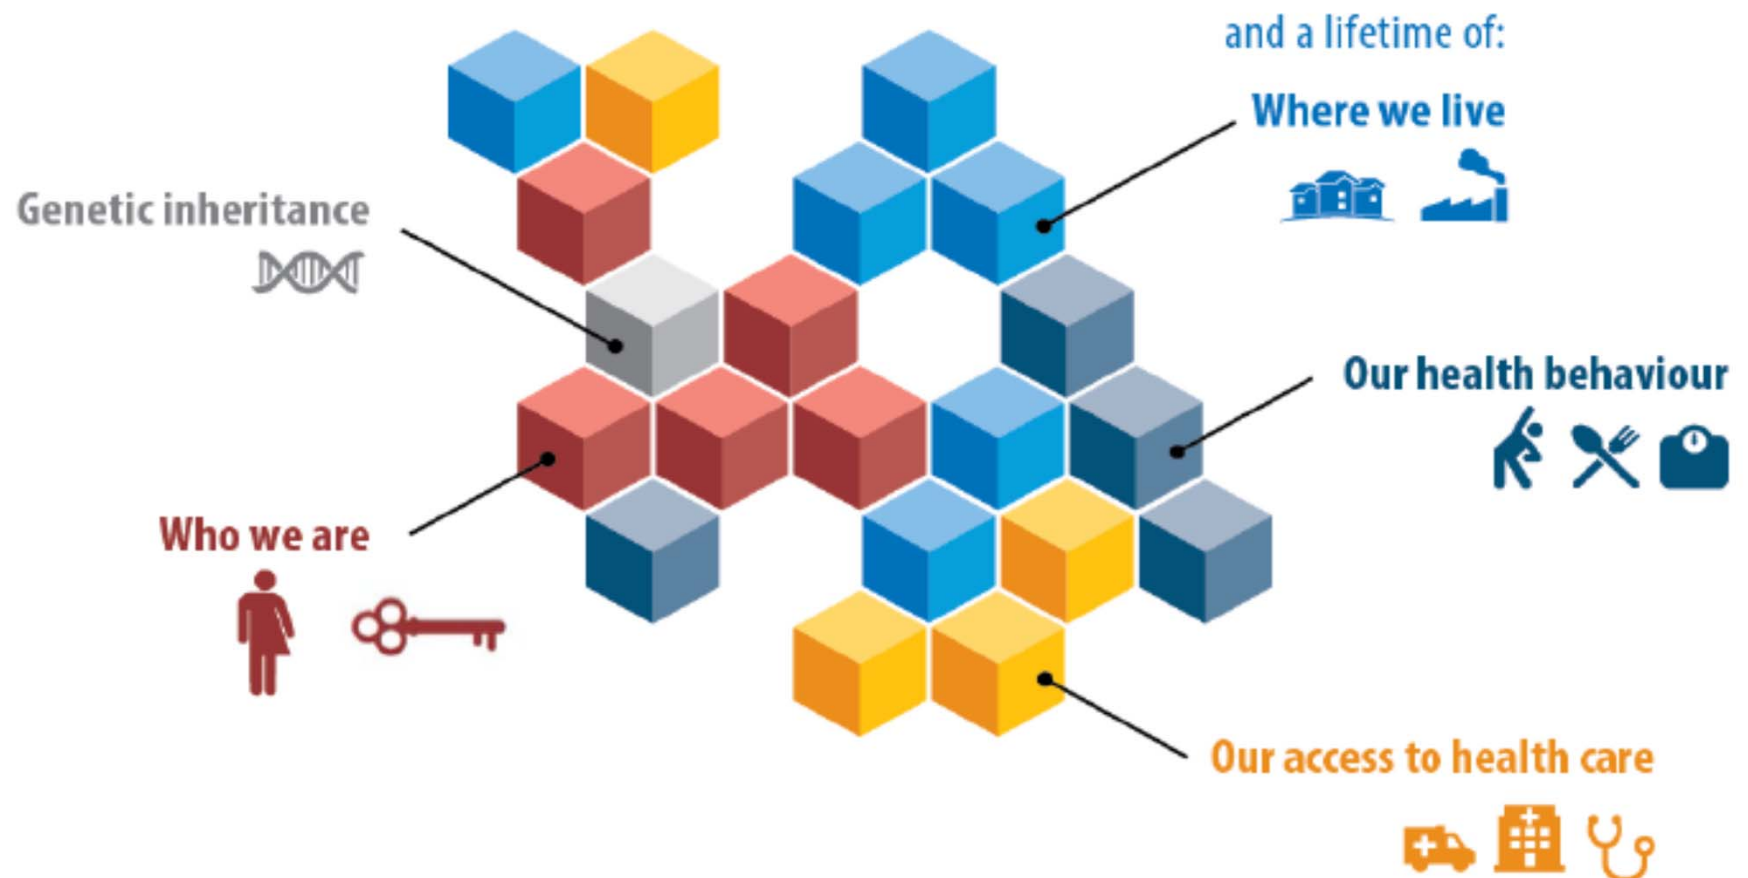 and a lifetime of:
Where we live
Genetic inheritance
Our health behaviour
Who we are
Our access to health care